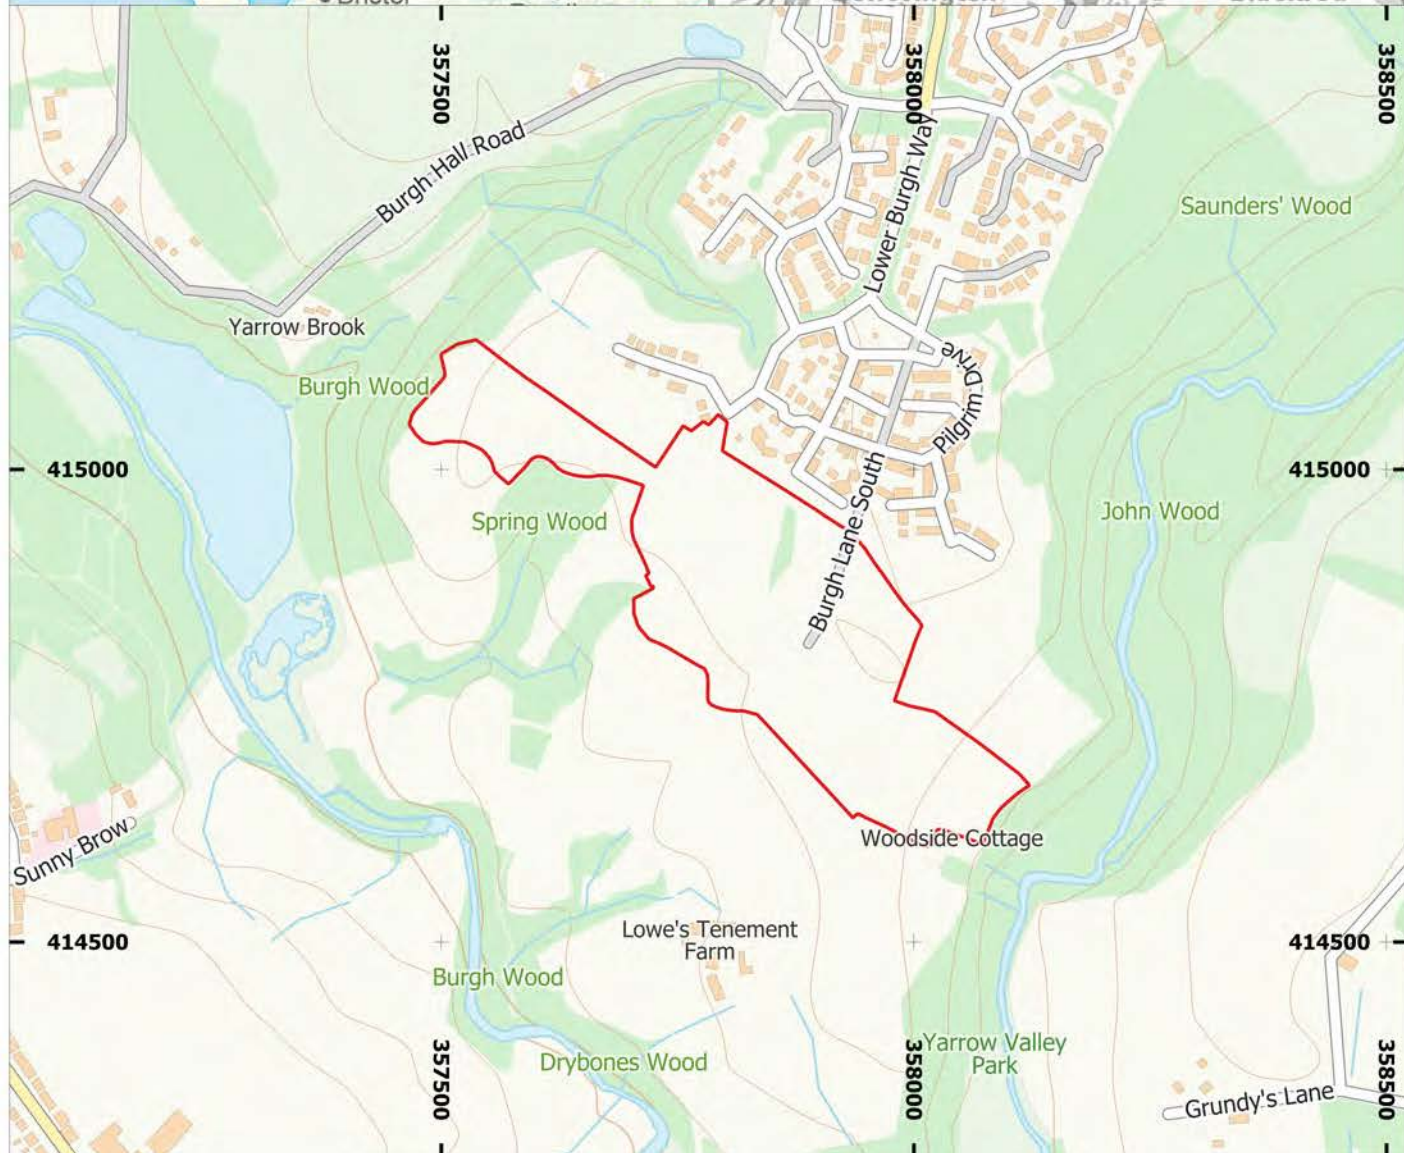 357500
358000
358500
Burgh Hall Road
Lower Burgh Way
Saunders' Wood
Yarrow Brook
Pilgrim Drive
Burgh Wood
415000
415000
Spring Wood
Burgh Lane South
John Wood
Sunny Brow
Woodside Cottage
Lowe's Tenement
Farm
414500
414500
Burgh Wood
Drybones Wood
Yarrow Valley
Park
Grundy's Lane
357500
358000
358500